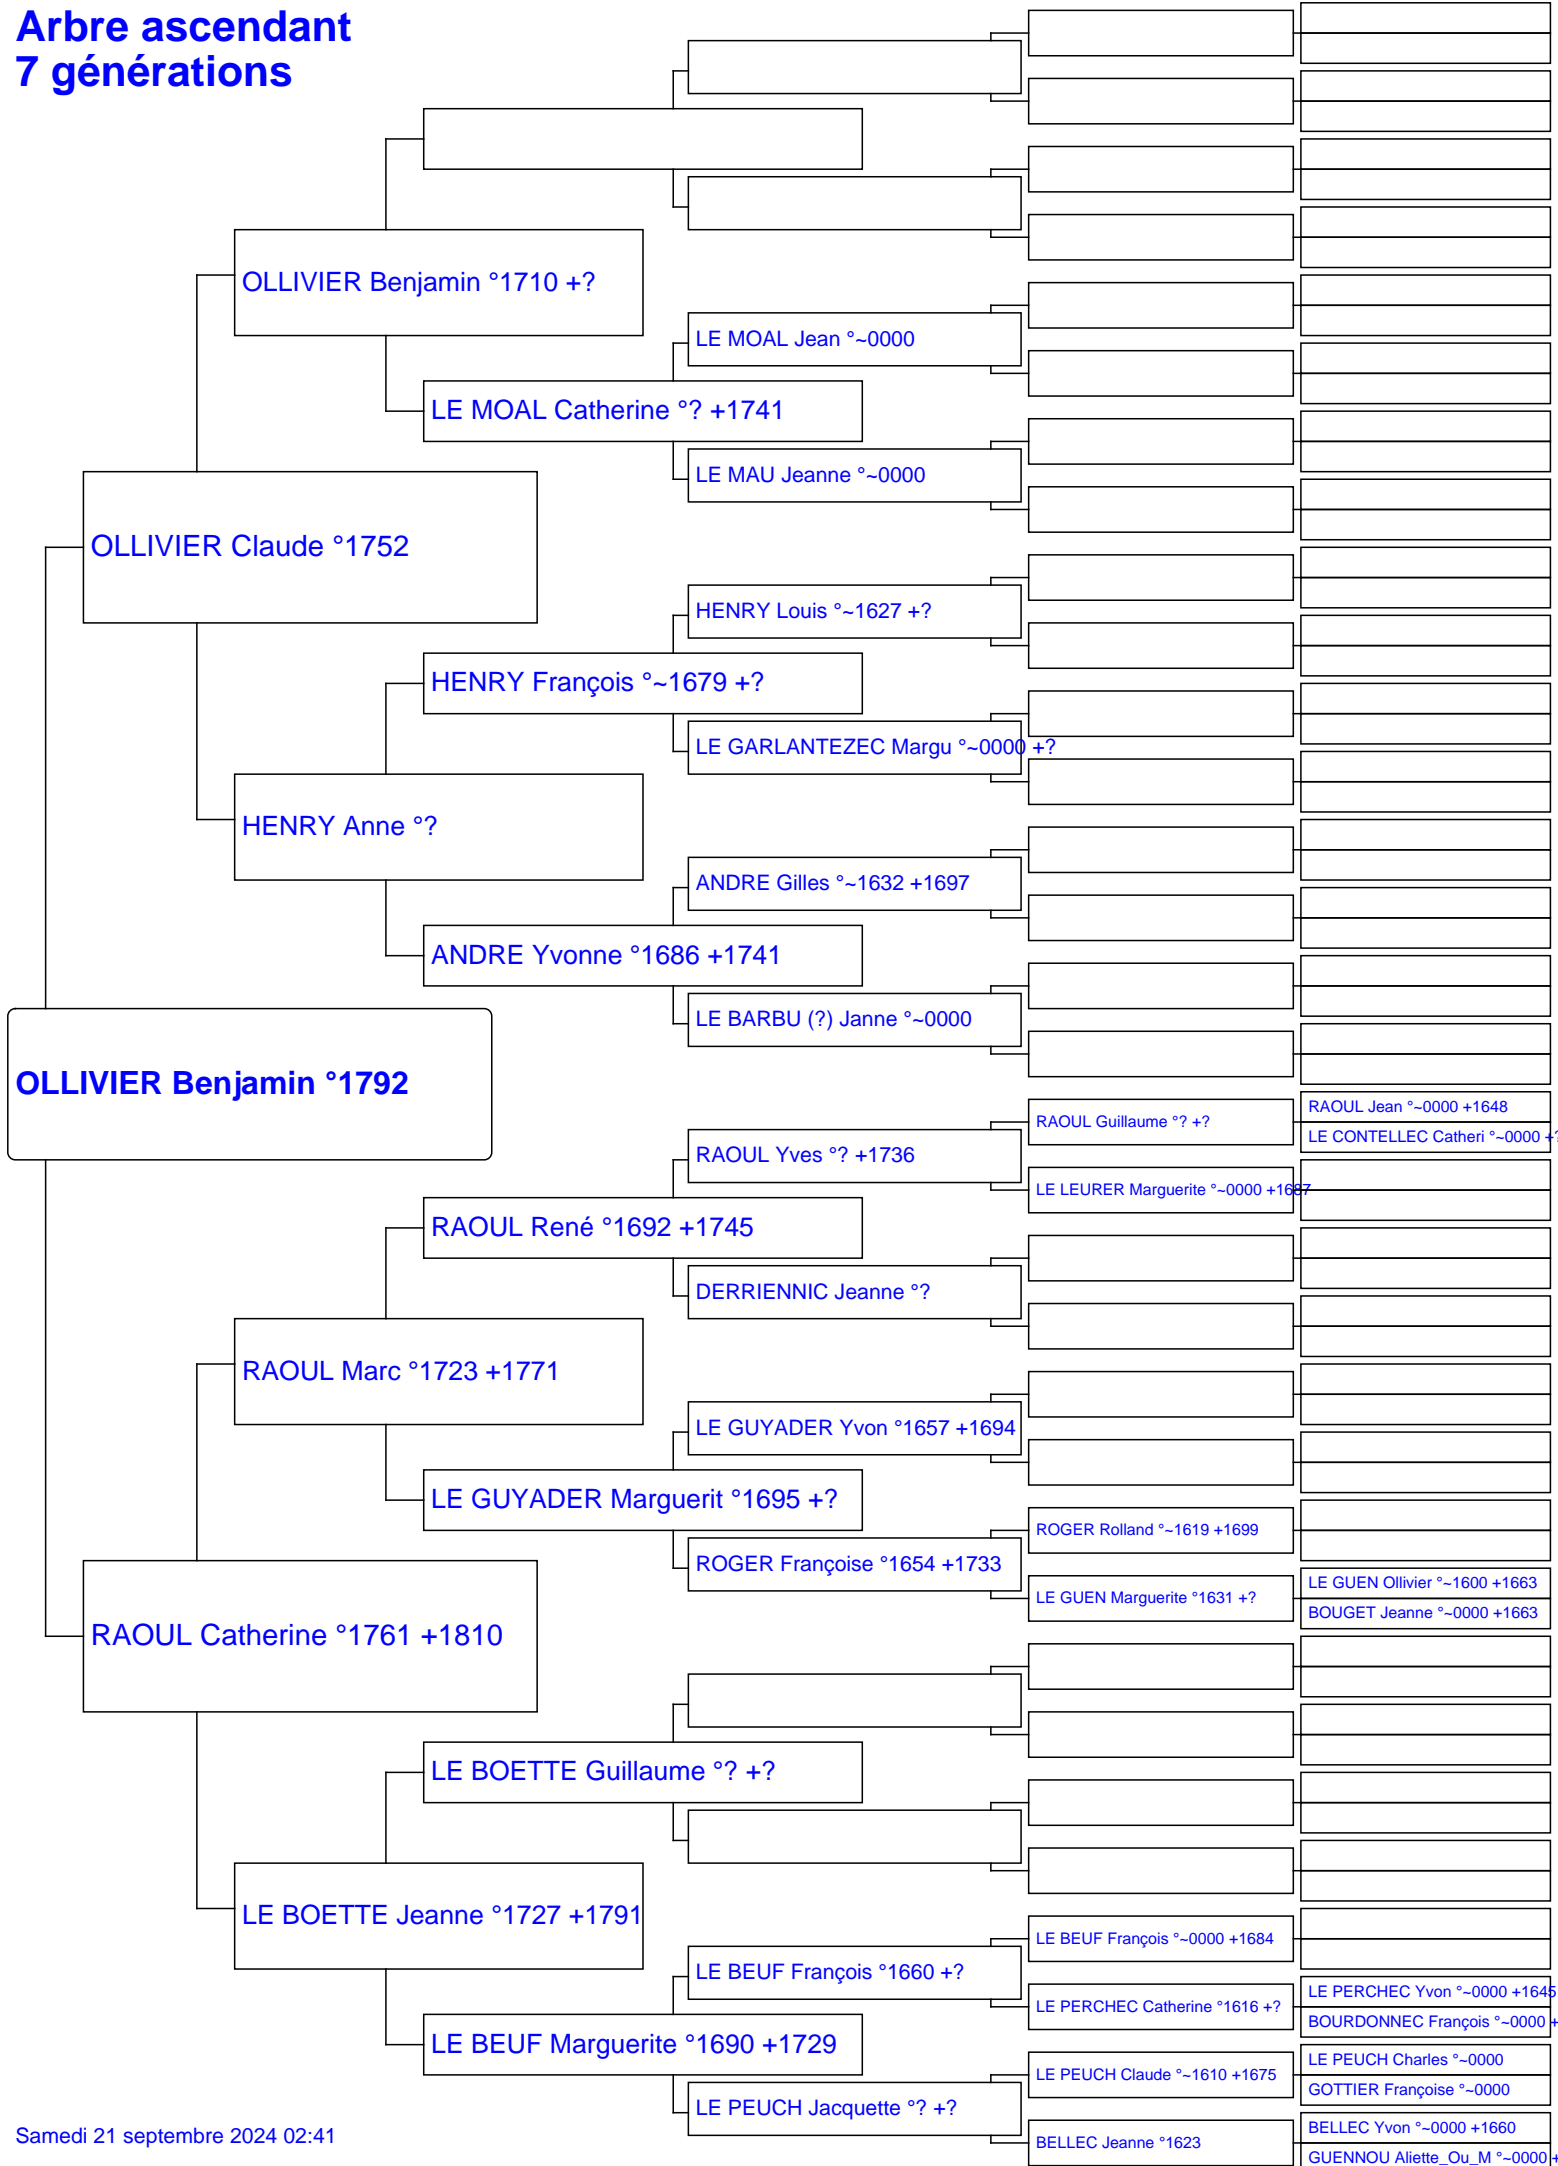 Arbre ascendant
7 générations
OLLIVIER Benjamin °1710 +?
LE MOAL Jean °~0000
LE MOAL Catherine °? +1741
LE MAU Jeanne °~0000
OLLIVIER Claude °1752
HENRY Louis °~1627 +?
HENRY François °~1679 +?
LE GARLANTEZEC Margu °~0000 +?
HENRY Anne °?
ANDRE Gilles °~1632 +1697
ANDRE Yvonne °1686 +1741
LE BARBU (?) Janne °~0000
OLLIVIER Benjamin °1792
RAOUL Jean °~0000 +1648
RAOUL Guillaume °? +?
LE CONTELLEC Catheri °~0000 +?
RAOUL Yves °? +1736
LE LEURER Marguerite °~0000 +1687
RAOUL René °1692 +1745
DERRIENNIC Jeanne °?
RAOUL Marc °1723 +1771
LE GUYADER Yvon °1657 +1694
LE GUYADER Marguerit °1695 +?
ROGER Rolland °~1619 +1699
ROGER Françoise °1654 +1733
LE GUEN Ollivier °~1600 +1663
LE GUEN Marguerite °1631 +?
BOUGET Jeanne °~0000 +1663
RAOUL Catherine °1761 +1810
LE BOETTE Guillaume °? +?
LE BOETTE Jeanne °1727 +1791
LE BEUF François °~0000 +1684
LE BEUF François °1660 +?
LE PERCHEC Yvon °~0000 +1645
LE PERCHEC Catherine °1616 +?
BOURDONNEC François °~0000 +
LE BEUF Marguerite °1690 +1729
LE PEUCH Charles °~0000
LE PEUCH Claude °~1610 +1675
GOTTIER Françoise °~0000
LE PEUCH Jacquette °? +?
BELLEC Yvon °~0000 +1660
BELLEC Jeanne °1623
GUENNOU Aliette_Ou_M °~0000 +
Samedi 21 septembre 2024 02:41